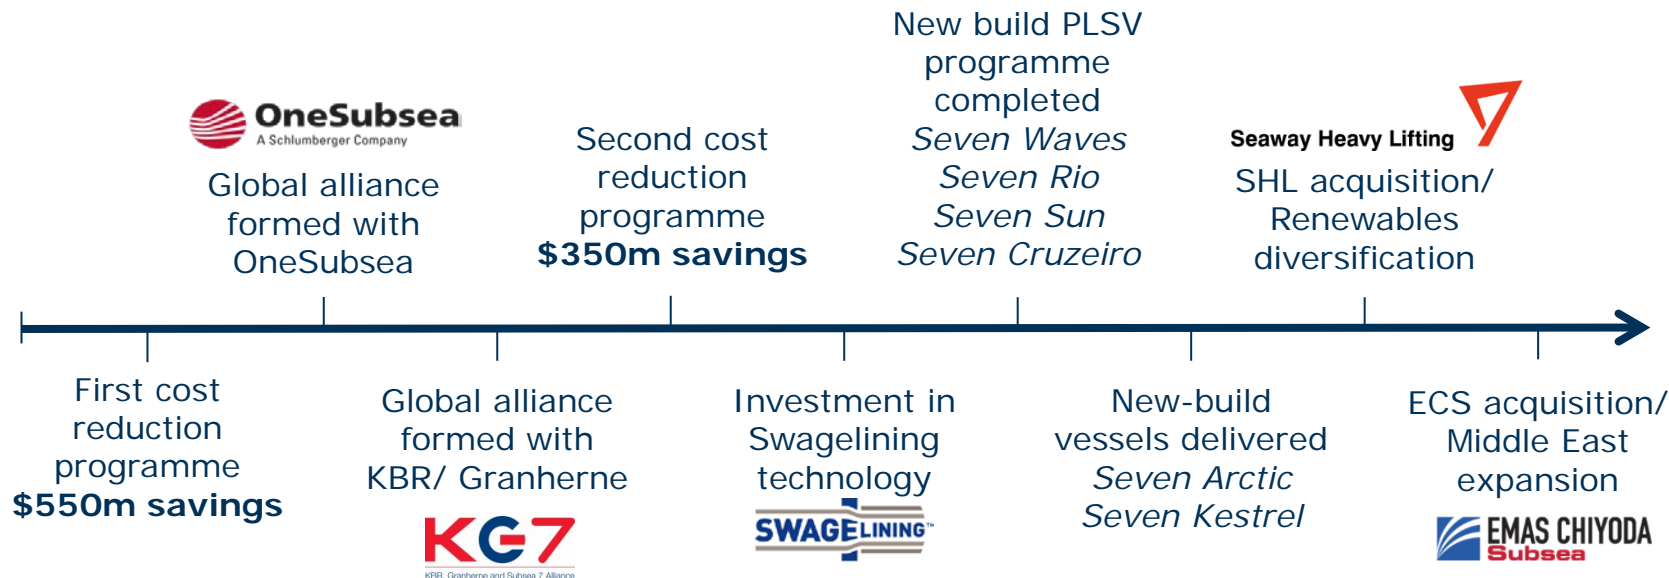 OneSubsea
A Schlumberger Company
Global alliance
formed with
OneSubsea
Second cost
reduction
programme
$350m savings
New build PLSV
programme
completed
Seven Waves
Seven Rio
Seven Sun
Seven Cruzeiro
Seaway Heavy Lifting
SHL acquisition/
Renewables
diversification
First cost
reduction
programme
$550m savings
Global alliance
formed with
KBR/ Granherne
KG7
KBR, Granherne and Subsea 7 Alliance
Investment in
Swagelining
technology
SWAGELINING™
New-build
vessels delivered
Seven Arctic
Seven Kestrel
ECS acquisition/
Middle East
expansion
EMAS CHIYODA
Subsea